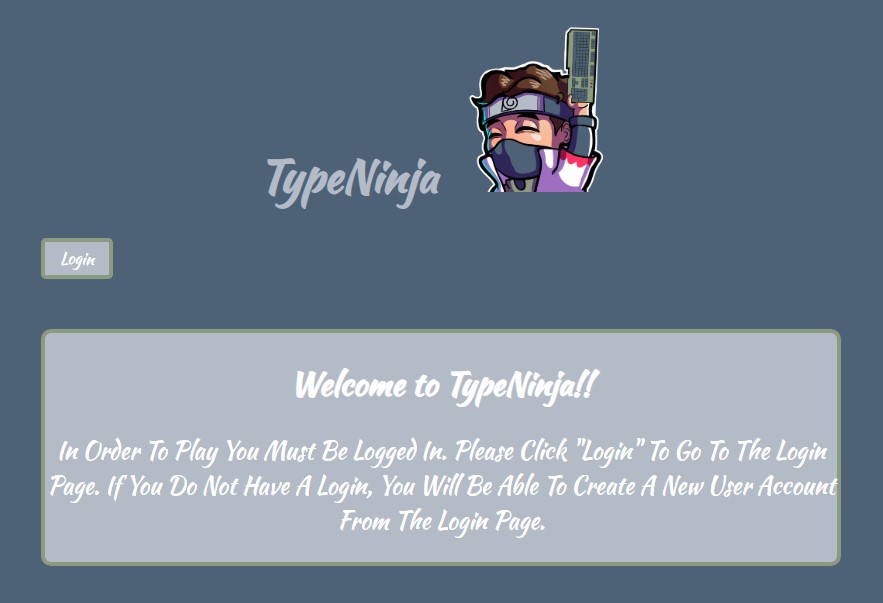 TypeNinja
Login
Welcome to TypeNinja!!
In Order To Play You Must Be Logged In. Please Click "Login" To Go To The Login
Page. If You Do Not Have A Login, You Will Be Able To Create A New User Account
From The Login Page.